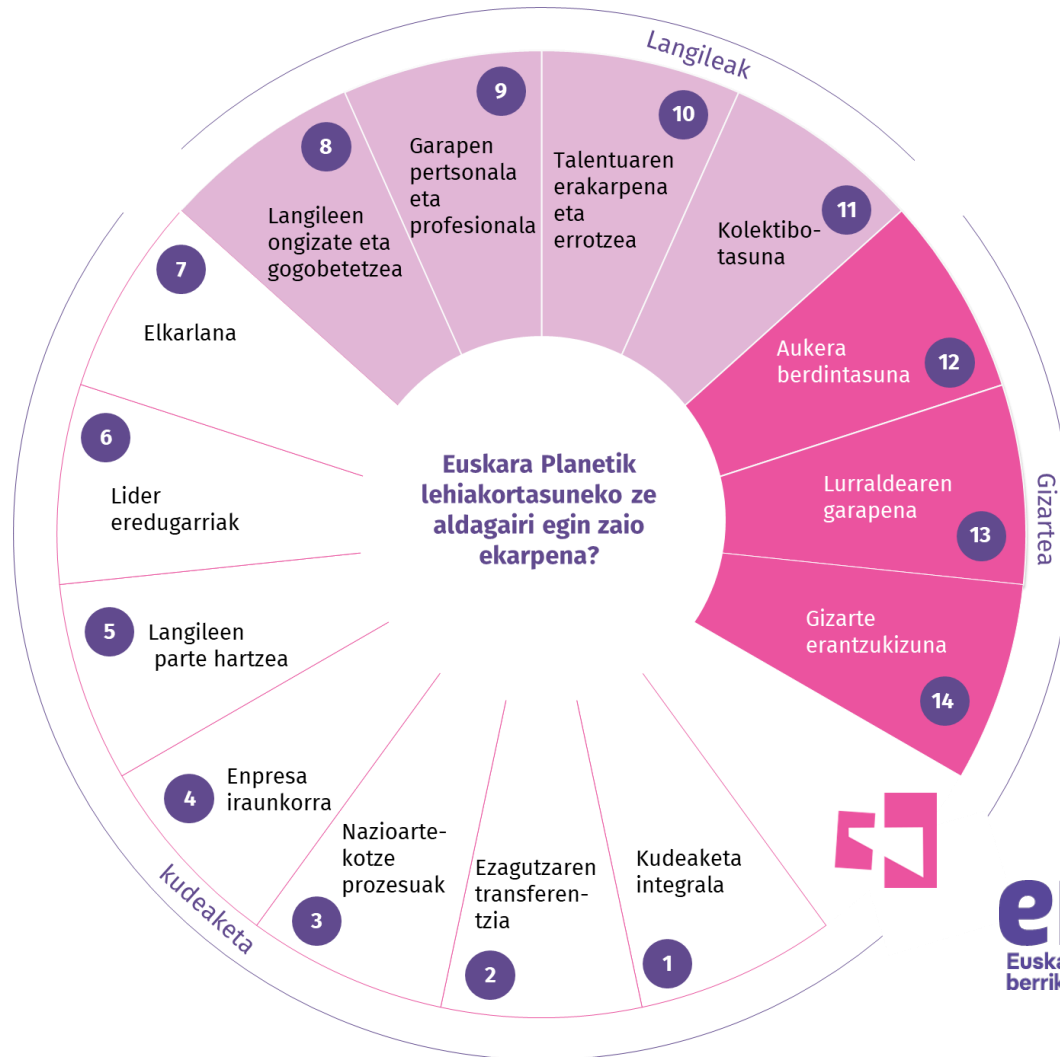 Langileak
8
Langileen
ongizate eta
gogobetetzea
9
Garapen
pertsonala
eta
profesionala
10
Talentuaren
erakarpena
eta
errotzea
11
Kolektibo-
tasuna
Gizartea
12
Aukera
berdintasuna
13
Lurraldearen
garapena
14
Gizarte
erantzukizuna
Euskara Planetik
lehiakortasuneko ze
aldagairi egin zaio
ekarpena?
kudeaketa
7
Elkarlana
6
Lider
eredugarriak
5
Langileen
parte hartzea
4
Enpresa
iraunkorra
3
Nazioarte-
kotze
prozesuak
2
Ezagutzaren
transferen-
tzia
1
Kudeaketa
integrala